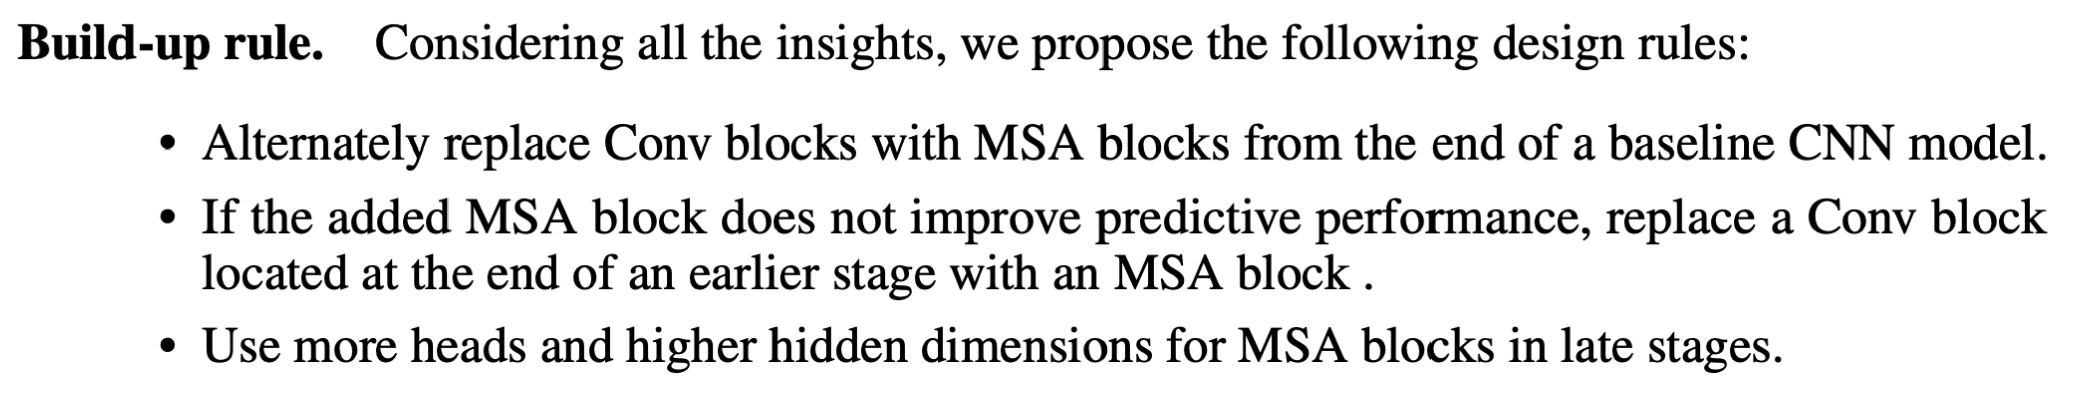 Build-up rule. Considering all the insights, we propose the following design rules:
• Alternately replace Conv blocks with MSA blocks from the end of a baseline CNN model.
• If the added MSA block does not improve predictive performance, replace a Conv block
located at the end of an earlier stage with an MSA block .
• Use more heads and higher hidden dimensions for MSA blocks in late stages.